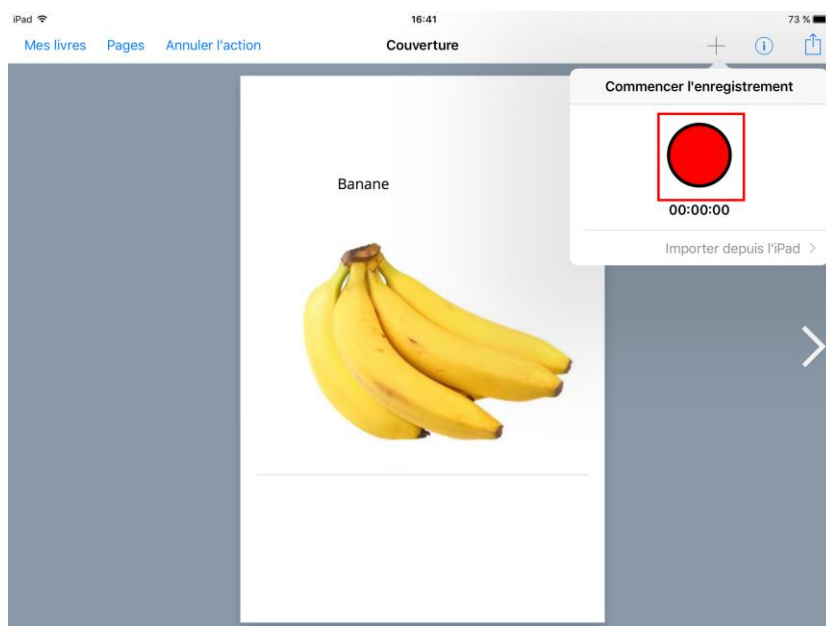 iPad 16:41 73 %
Mes livres Pages Annuler l'action Couverture
Commencer l'enregistrement
00:00:00
Importer depuis l'iPad
Banane